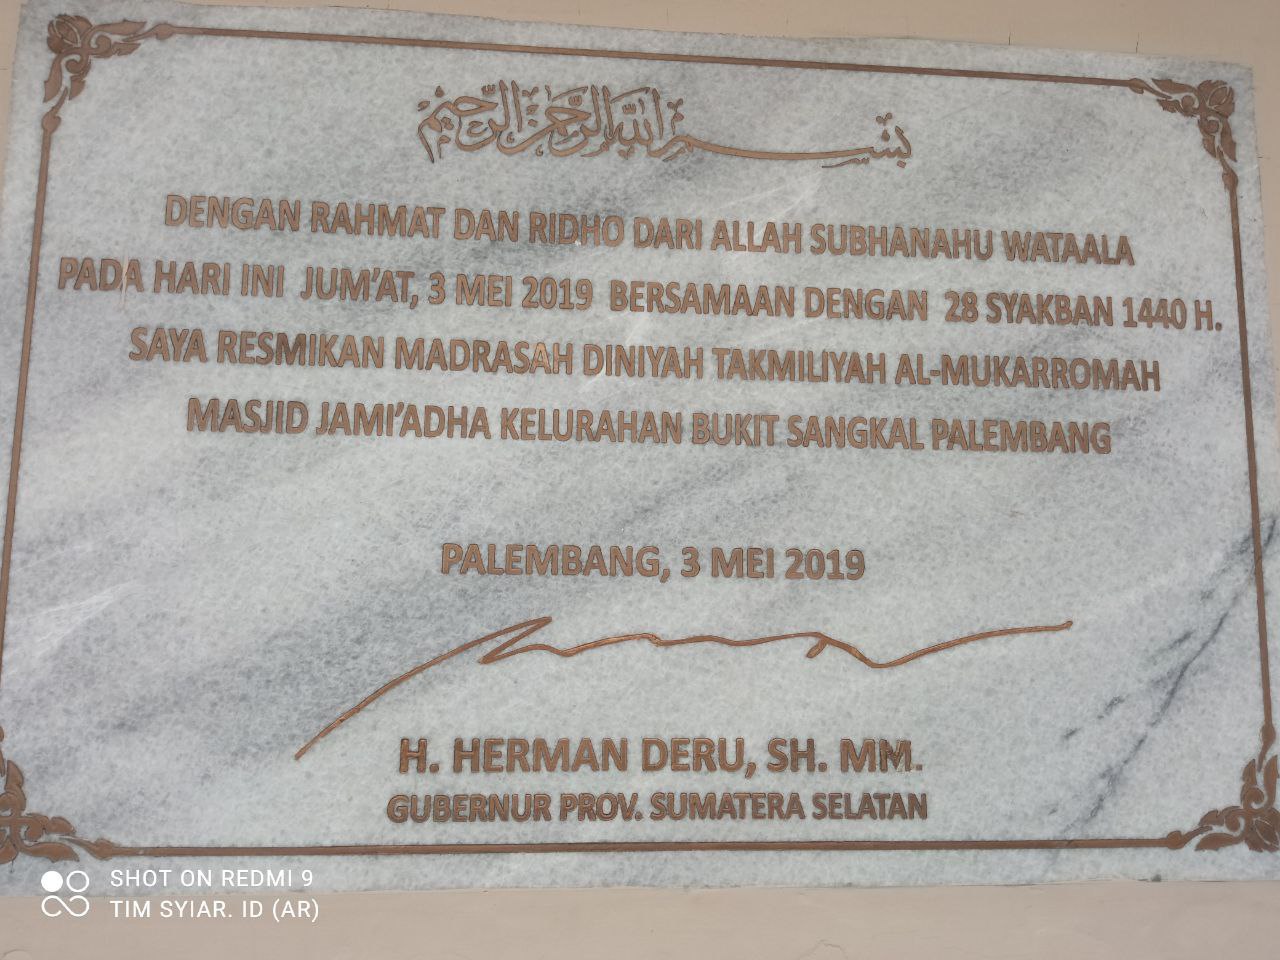 بسم الله الرحمن الرحيم
DENGAN RAHMAT DAN RIDHO DARI ALLAH SUBHANAHU WATAALA
PADA HARI INI JUM'AT, 3 MEI 2019 BERSAMAAN DENGAN 28 SYAKBAN 1440 H.
SAYA RESMIKAN MADRASAH DINIYAH TAKMILIYAH AL-MUKARROMAH
MASJID JAMI'ADHA KELURAHAN BUKIT SANGKAL PALEMBANG
PALEMBANG, 3 MEI 2019
H. HERMAN DERU, SH. MM.
GUBERNUR PROV. SUMATERA SELATAN
SHOT ON REDMI 9
TIM SYIAR. ID (AR)